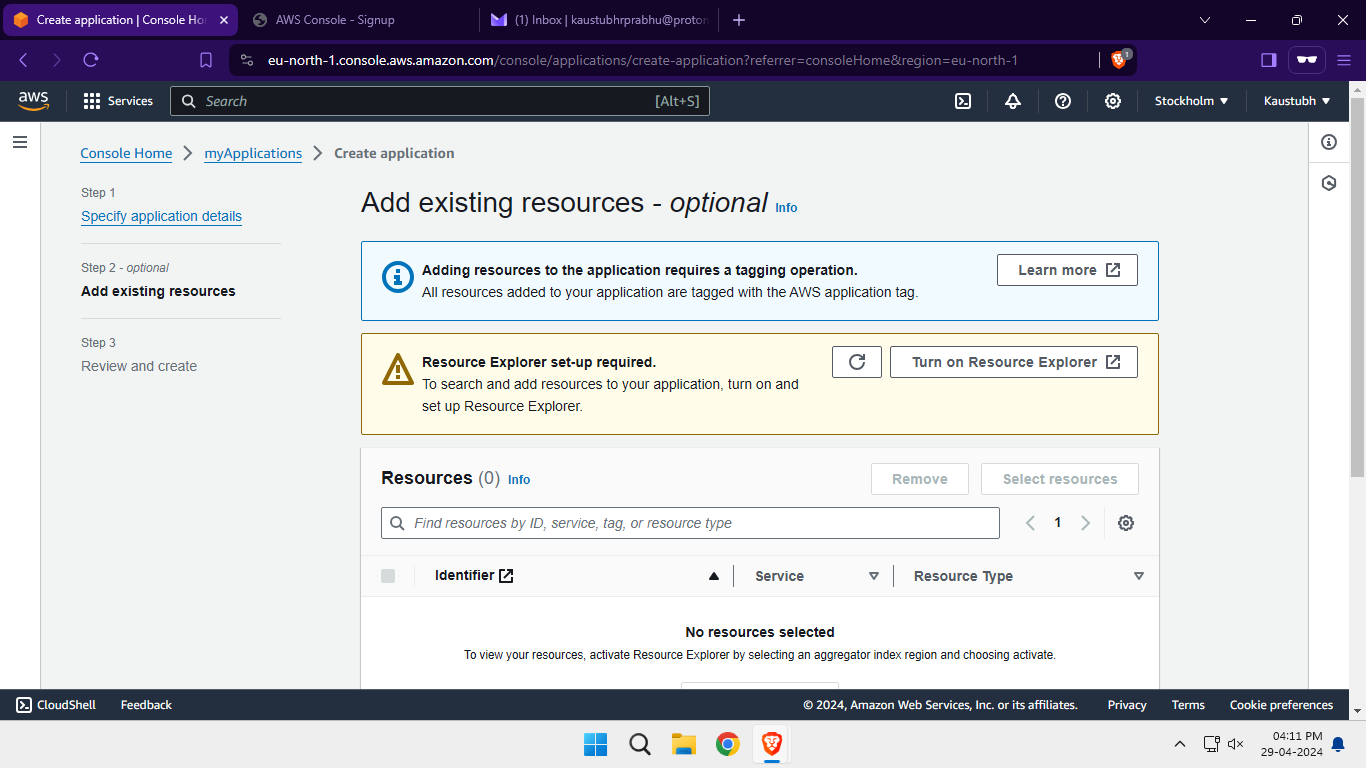 Create application | Console Ho
AWS Console - Signup
(1) Inbox | kaustubhrprabhu@proton
eu-north-1.console.aws.amazon.com/console/applications/create-application?referrer=consoleHome&region=eu-north-1
1
aws
Services
Search
[Alt+S]
Stockholm
Kaustubh
Console Home
myApplications
Create application
Step 1
Specify application details
Step 2 - optional
Add existing resources
Step 3
Review and create
Add existing resources - optional Info
Adding resources to the application requires a tagging operation.
All resources added to your application are tagged with the AWS application tag.
Learn more
Resource Explorer set-up required.
To search and add resources to your application, turn on and
set up Resource Explorer.
Turn on Resource Explorer
Resources (0) Info
Remove
Select resources
Find resources by ID, service, tag, or resource type
1
Identifier
Service
Resource Type
No resources selected
To view your resources, activate Resource Explorer by selecting an aggregator index region and choosing activate.
CloudShell
Feedback
© 2024, Amazon Web Services, Inc. or its affiliates.
Privacy
Terms
Cookie preferences
04:11 PM
29-04-2024